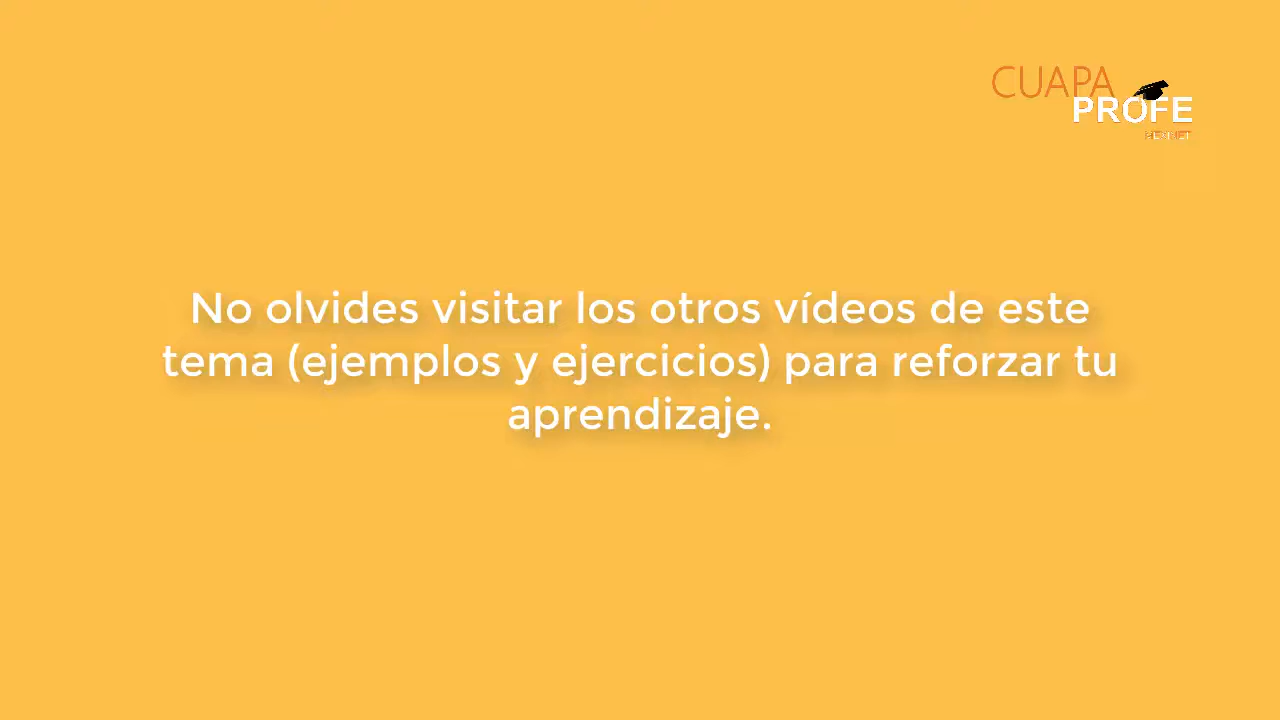 CUAPA
PROFE
No olvides visitar los otros vídeos de este
tema (ejemplos y ejercicios) para reforzar tu
aprendizaje.